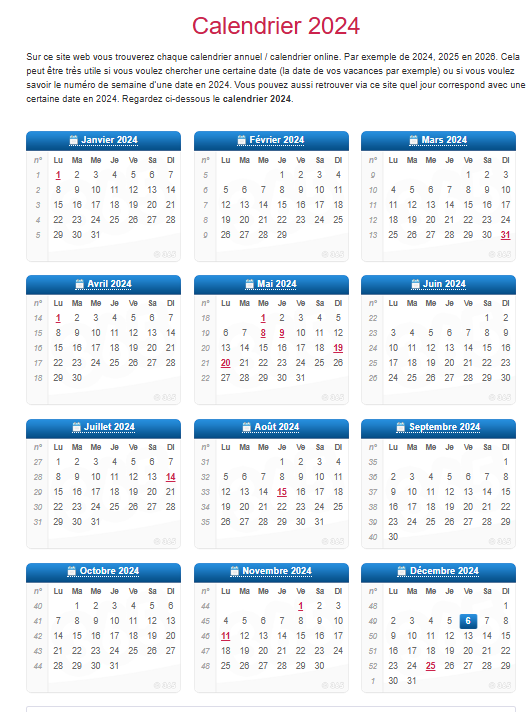 Calendrier 2024
Sur ce site web vous trouverez chaque calendrier annuel / calendrier online. Par exemple de 2024, 2025 en 2026. Cela
peut être très utile si vous voulez chercher une certaine date (la date de vos vacances par exemple) ou si vous voulez
savoir le numéro de semaine d'une date en 2024. Vous pouvez aussi retrouver via ce site quel jour correspond avec une
certaine date en 2024. Regardez ci-dessous le calendrier 2024.
Janvier 2024
n° Lu Ma Me Je Ve Sa Di
1 1 2 3 4 5 6 7
2 8 9 10 11 12 13 14
3 15 16 17 18 19 20 21
4 22 23 24 25 26 27 28
5 29 30 31
Février 2024
n° Lu Ma Me Je Ve Sa Di
5 1 2 3 4
6 5 6 7 8 9 10 11
7 12 13 14 15 16 17 18
8 19 20 21 22 23 24 25
9 26 27 28 29
Mars 2024
n° Lu Ma Me Je Ve Sa Di
9 1 2 3
10 4 5 6 7 8 9 10
11 11 12 13 14 15 16 17
12 18 19 20 21 22 23 24
13 25 26 27 28 29 30 31
Avril 2024
n° Lu Ma Me Je Ve Sa Di
14 1 2 3 4 5 6 7
15 8 9 10 11 12 13 14
16 15 16 17 18 19 20 21
17 22 23 24 25 26 27 28
18 29 30
Mai 2024
n° Lu Ma Me Je Ve Sa Di
18 1 2 3 4 5
19 6 7 8 9 10 11 12
20 13 14 15 16 17 18 19
21 20 21 22 23 24 25 26
22 27 28 29 30 31
Juin 2024
n° Lu Ma Me Je Ve Sa Di
22 1 2
23 3 4 5 6 7 8 9
24 10 11 12 13 14 15 16
25 17 18 19 20 21 22 23
26 24 25 26 27 28 29 30
Juillet 2024
n° Lu Ma Me Je Ve Sa Di
27 1 2 3 4 5 6 7
28 8 9 10 11 12 13 14
29 15 16 17 18 19 20 21
30 22 23 24 25 26 27 28
31 29 30 31
Août 2024
n° Lu Ma Me Je Ve Sa Di
31 1 2 3 4
32 5 6 7 8 9 10 11
33 12 13 14 15 16 17 18
34 19 20 21 22 23 24 25
35 26 27 28 29 30 31
Septembre 2024
n° Lu Ma Me Je Ve Sa Di
35 1
36 2 3 4 5 6 7 8
37 9 10 11 12 13 14 15
38 16 17 18 19 20 21 22
39 23 24 25 26 27 28 29
40 30
Octobre 2024
n° Lu Ma Me Je Ve Sa Di
40 1 2 3 4 5 6
41 7 8 9 10 11 12 13
42 14 15 16 17 18 19 20
43 21 22 23 24 25 26 27
44 28 29 30 31
Novembre 2024
n° Lu Ma Me Je Ve Sa Di
44 1 2 3
45 4 5 6 7 8 9 10
46 11 12 13 14 15 16 17
47 18 19 20 21 22 23 24
48 25 26 27 28 29 30
Décembre 2024
n° Lu Ma Me Je Ve Sa Di
48 1
49 2 3 4 5 6 7 8
50 9 10 11 12 13 14 15
51 16 17 18 19 20 21 22
52 23 24 25 26 27 28 29
1 30 31